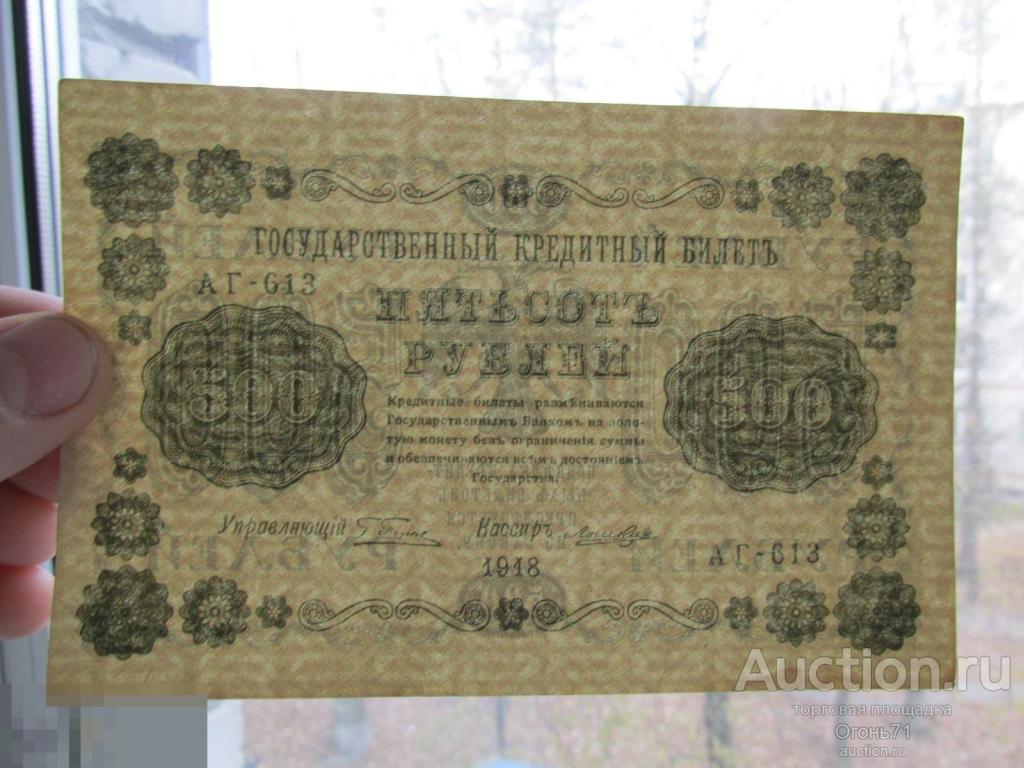 ГОСУДАРСТВЕННЫЙ КРЕДИТНЫЙ БИЛЕТЪ
АГ-613
ПЯТЬСОТЪ
РУБЛЕЙ
500
500
Кредитные билеты размѣниваются
Государственнымъ Банкомъ на золо-
тую монету безъ ограниченія суммы
и обезпечиваются всѣмъ достояніемъ
Государства.
Управляющій
Кассиръ
АГ-613
1918
Auction.ru
торговая площадка
Огонь71
auction.ru